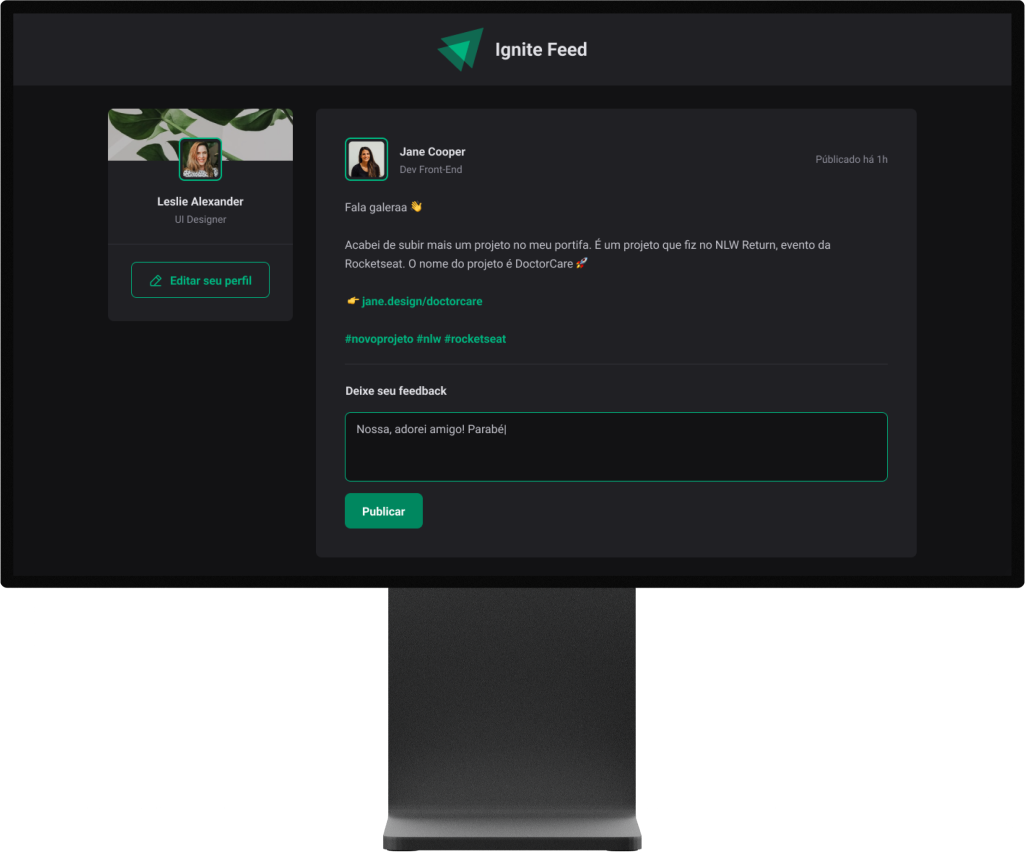 Ignite Feed
Leslie Alexander
UI Designer
Editar seu perfil
Jane Cooper
Dev Front-End
Públicado há 1h
Fala galeraa 👋
Acabei de subir mais um projeto no meu portifa. É um projeto que fiz no NLW Return, evento da
Rocketseat. O nome do projeto é DoctorCare 🚀
👉 jane.design/doctorcare
#novoprojeto #nlw #rocketseat
Deixe seu feedback
Nossa, adorei amigo! Parabé|
Publicar